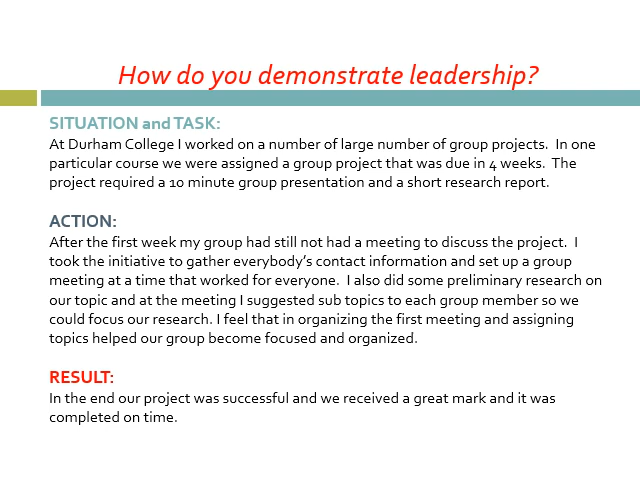 How do you demonstrate leadership?
SITUATION and TASK:
At Durham College I worked on a number of large number of group projects.  In one
particular course we were assigned a group project that was due in 4 weeks.  The
project required a 10 minute group presentation and a short research report.
ACTION:
After the first week my group had still not had a meeting to discuss the project.  I
took the initiative to gather everybody’s contact information and set up a group
meeting at a time that worked for everyone.  I also did some preliminary research on
our topic and at the meeting I suggested sub topics to each group member so we
could focus our research. I feel that in organizing the first meeting and assigning
topics helped our group become focused and organized.
RESULT:
In the end our project was successful and we received a great mark and it was
completed on time.